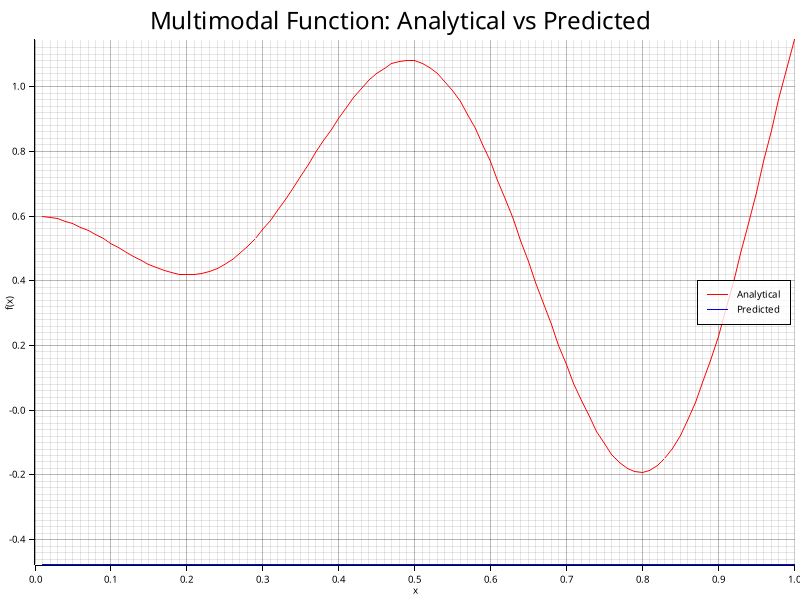 Multimodal Function: Analytical vs Predicted
1.0
0.8
0.6
0.4
0.2
-0.0
-0.2
-0.4
f(x)
Analytical
Predicted
0.0 0.1 0.2 0.3 0.4 0.5 0.6 0.7 0.8 0.9 1.0
x